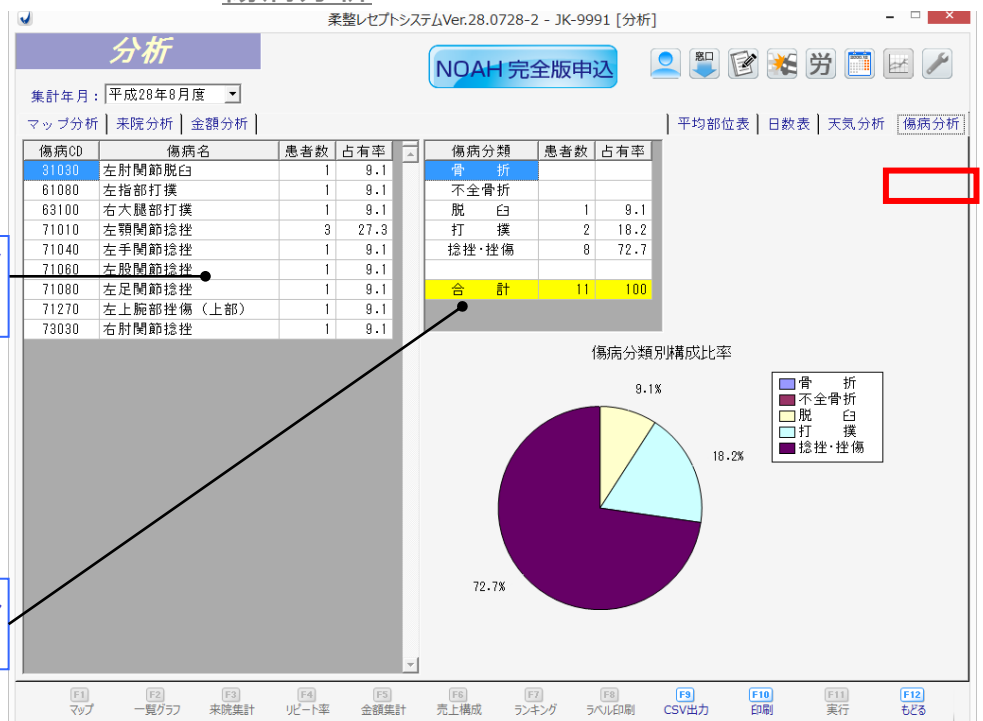 柔整レセプトシステムVer.28.0728-2 - JK-9991 [分析]
分析
NOAH 完全版申込
窓口
労
集計年月： 平成28年8月度
マップ分析 来院分析 金額分析 平均部位表 日数表 天気分析 傷病分析
傷病CD 傷病名 患者数 占有率
31030 左肘関節脱臼 1 9.1
61080 左指部打撲 1 9.1
63100 右大腿部打撲 1 9.1
71010 左顎関節捻挫 3 27.3
71040 左手関節捻挫 1 9.1
71060 左股関節捻挫 1 9.1
71080 左足関節捻挫 1 9.1
71270 左上腕部挫傷（上部） 1 9.1
73030 右肘関節捻挫 1 9.1
傷病分類 患者数 占有率
骨 折
不全骨折
脱 臼 1 9.1
打 撲 2 18.2
捻挫・挫傷 8 72.7
合 計 11 100
傷病分類別構成比率
9.1%
18.2%
72.7%
骨 折
不全骨折
脱 臼
打 撲
捻挫・挫傷
F1 F2 F3 F4 F5 F6 F7 F8 F9 F10 F11 F12
マップ 一覧グラフ 来院集計 リピート率 金額集計 売上構成 ランキング ラベル印刷 CSV出力 印刷 実行 もどる